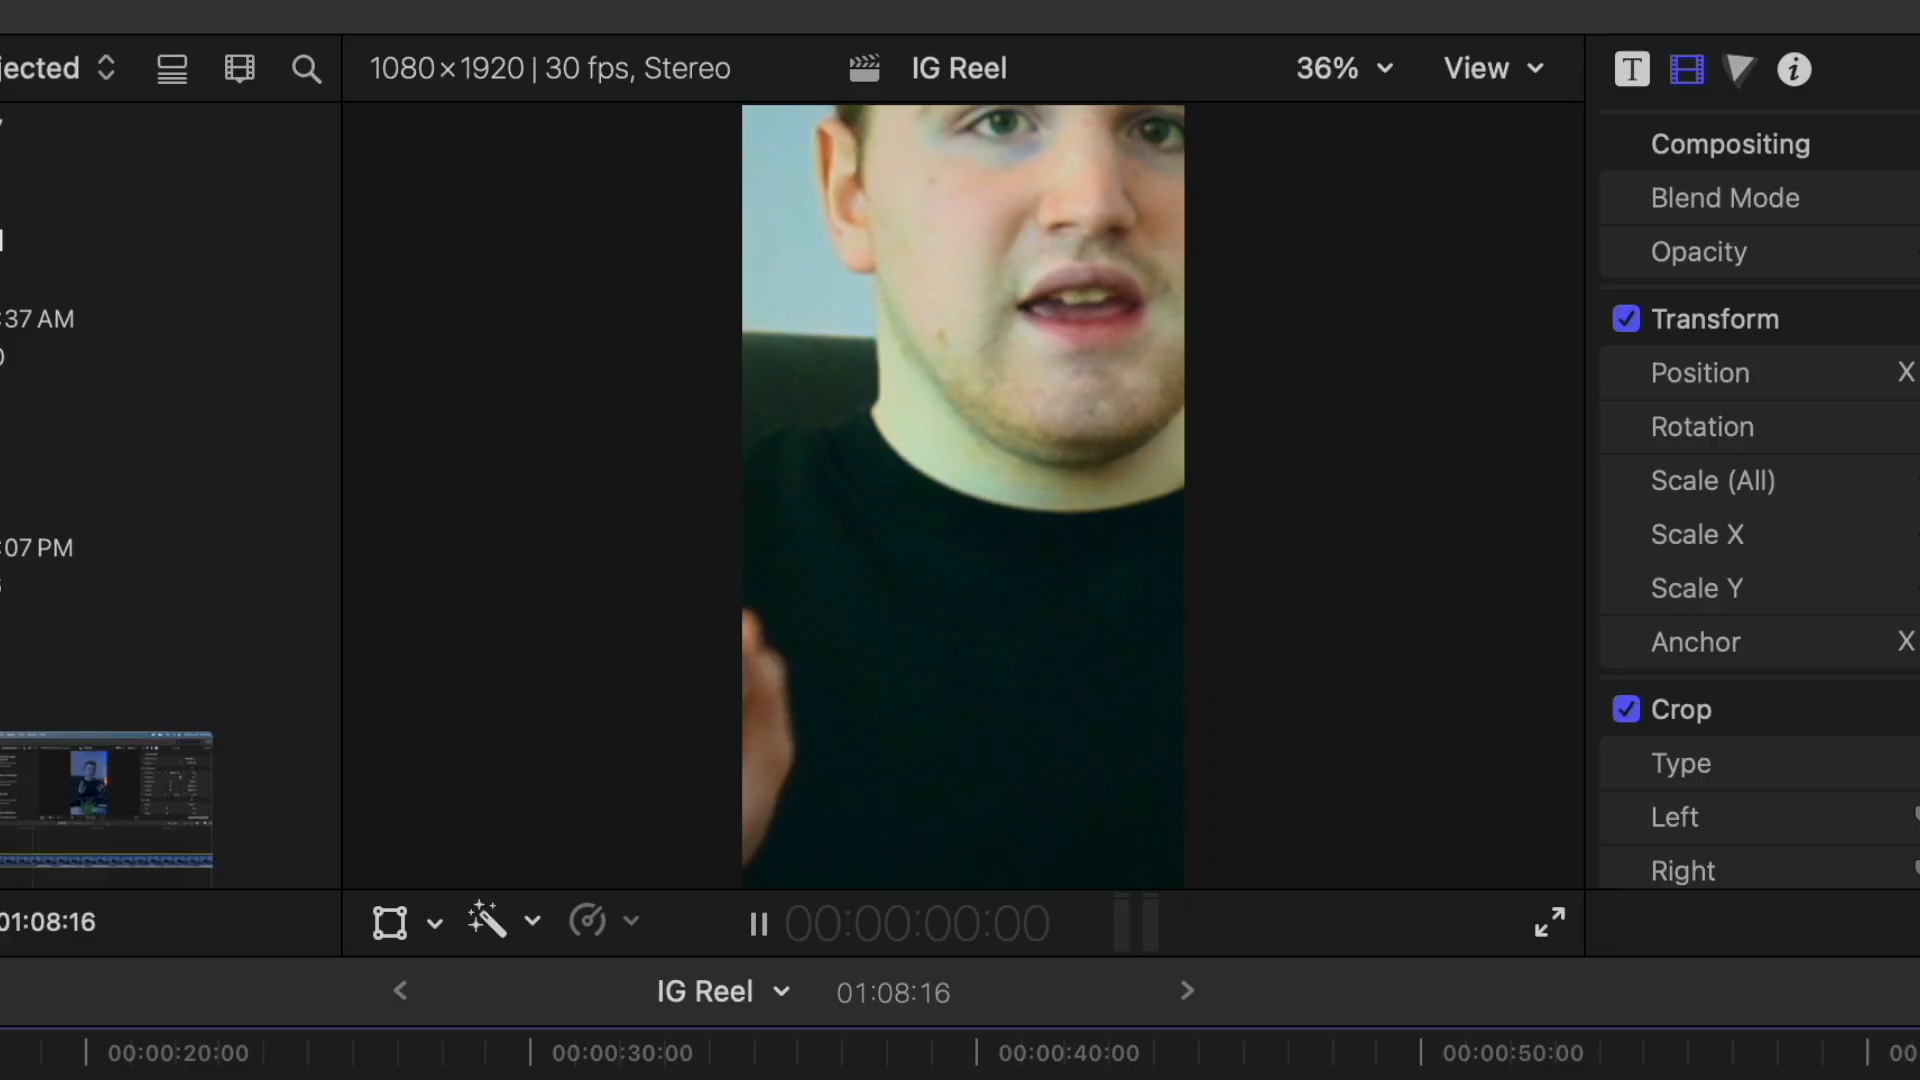 jected
1080×1920 | 30 fps, Stereo
IG Reel
36%
View
T
i
:37 AM
:07 PM
01:08:16
00:00:00:00
Compositing
Blend Mode
Opacity
Transform
Position X
Rotation
Scale (All)
Scale X
Scale Y
Anchor X
Crop
Type
Left
Right
IG Reel
01:08:16
00:00:20:00
00:00:30:00
00:00:40:00
00:00:50:00
00